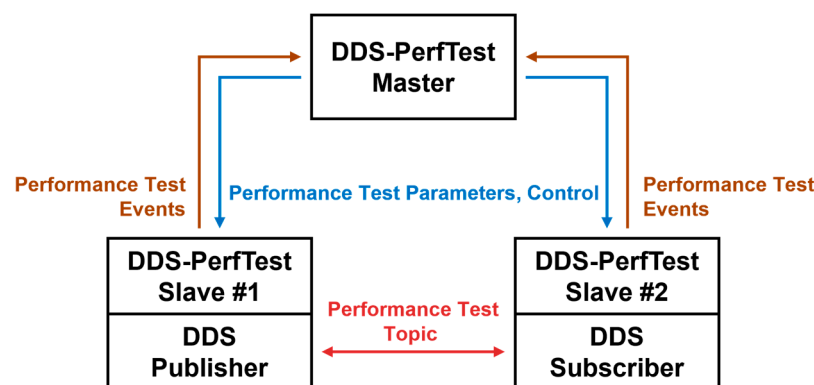 DDS-PerfTest
Master
Performance Test
Events
Performance Test Parameters, Control
Performance Test
Events
DDS-PerfTest
Slave #1
DDS
Publisher
Performance Test
Topic
DDS-PerfTest
Slave #2
DDS
Subscriber